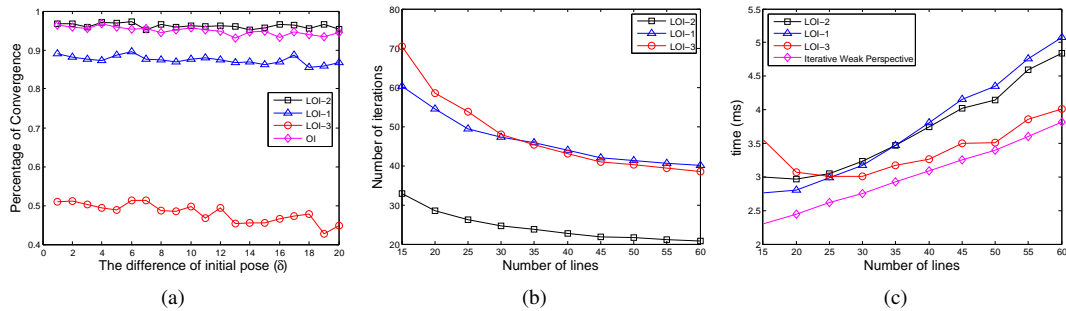 Percentage of Convergence
1
0.9
0.8
0.7
0.6
0.5
0.4
0 2 4 6 8 10 12 14 16 18 20
The difference of initial pose (δ)
LOI−2
LOI−1
LOI−3
OI
(a)
Number of Iterations
80
70
60
50
40
30
20
15 20 25 30 35 40 45 50 55 60
Number of lines
LOI−2
LOI−1
LOI−3
(b)
time (ms)
5.5
5
4.5
4
3.5
3
2.5
2
15 20 25 30 35 40 45 50 55 60
Number of lines
LOI−2
LOI−1
LOI−3
Iterative Weak Perspective
(c)